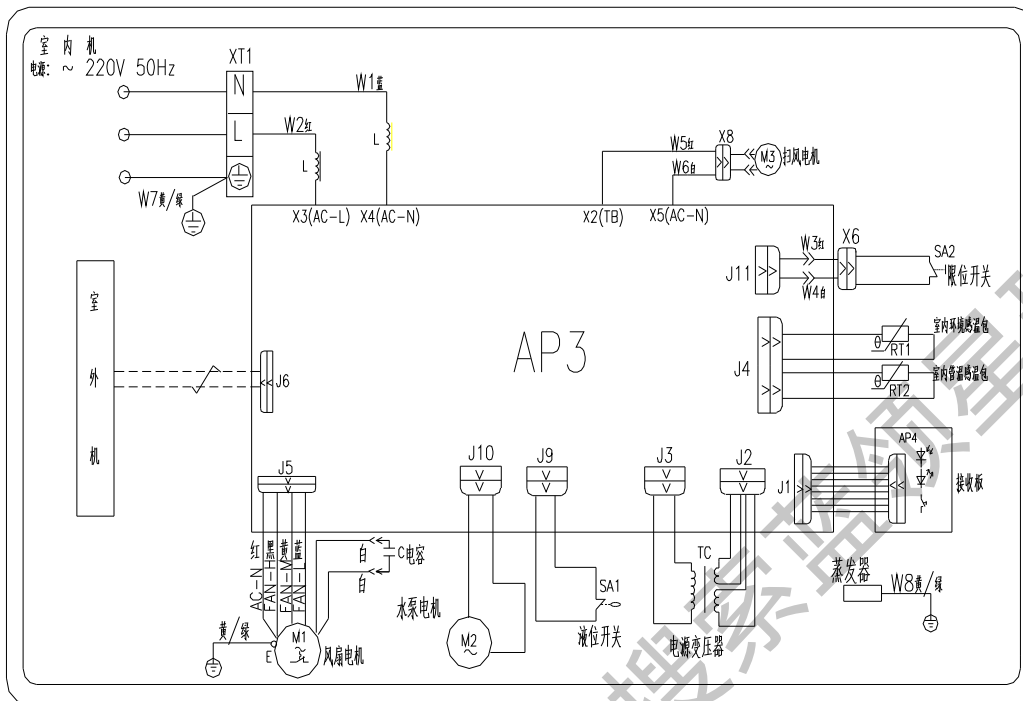 室内机
电源: ~ 220V 50Hz
XT1
N
L
W1蓝
W2红
L
L
W7黄/绿
X3(AC-L)
X4(AC-N)
X2(TB)
X5(AC-N)
W5红
W6白
X8
M3
扫风电机
J11
W3红
W4白
X6
SA2
限位开关
室外机
J6
AP3
J4
θ
RT1
室内环境感温包
θ
RT2
室内管温感温包
J5
J10
J9
J3
J2
J1
AP4
接收板
红
黑
黄
蓝
AC-N
FAN-H
FAN-M
FAN-L
白
白
C电容
黄/绿
E
M1
~
风扇电机
水泵电机
M2
SA1
液位开关
TC
电源变压器
蒸发器
W8黄/绿
搜索蓝领星球